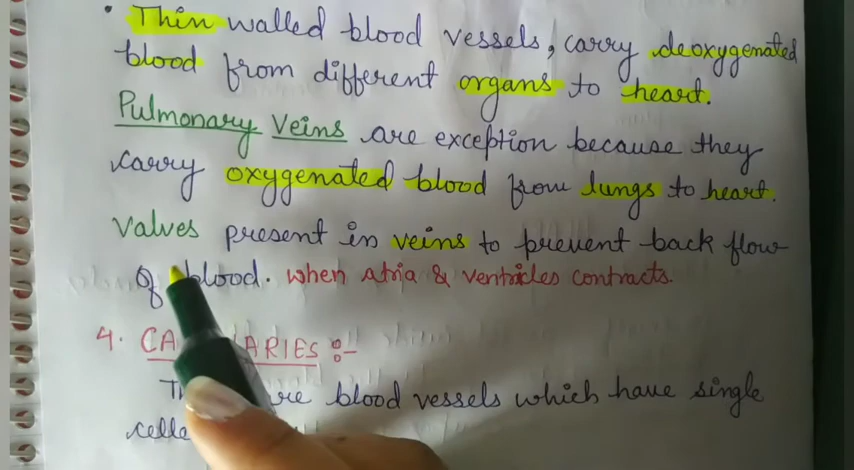 • Thin walled blood vessels, carry deoxygenated
blood from different organs to heart.
Pulmonary Veins are exception because they
carry oxygenated blood from lungs to heart.
Valves present in veins to prevent back flow
of blood. when atria & ventricles contracts.
4. CA ARIES :-
are blood vessels which have single
celle